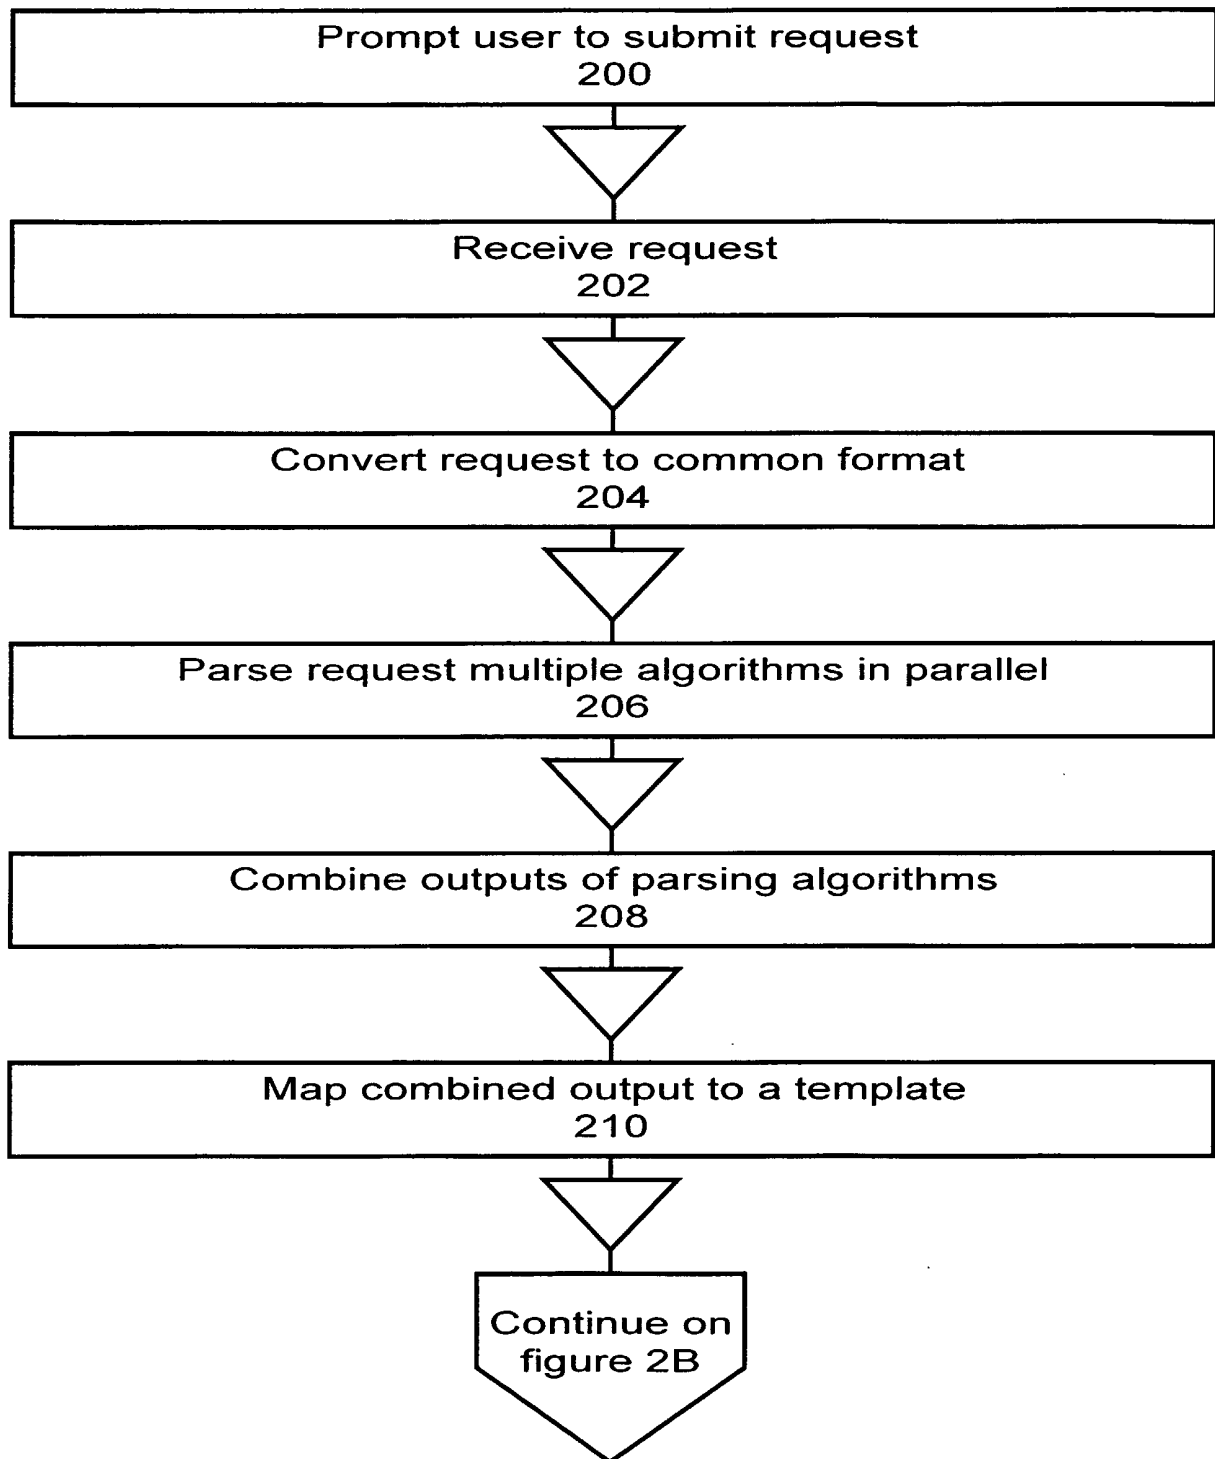 Prompt user to submit request
200
Receive request
202
Convert request to common format
204
Parse request multiple algorithms in parallel
206
Combine outputs of parsing algorithms
208
Map combined output to a template
210
Continue on
figure 2B